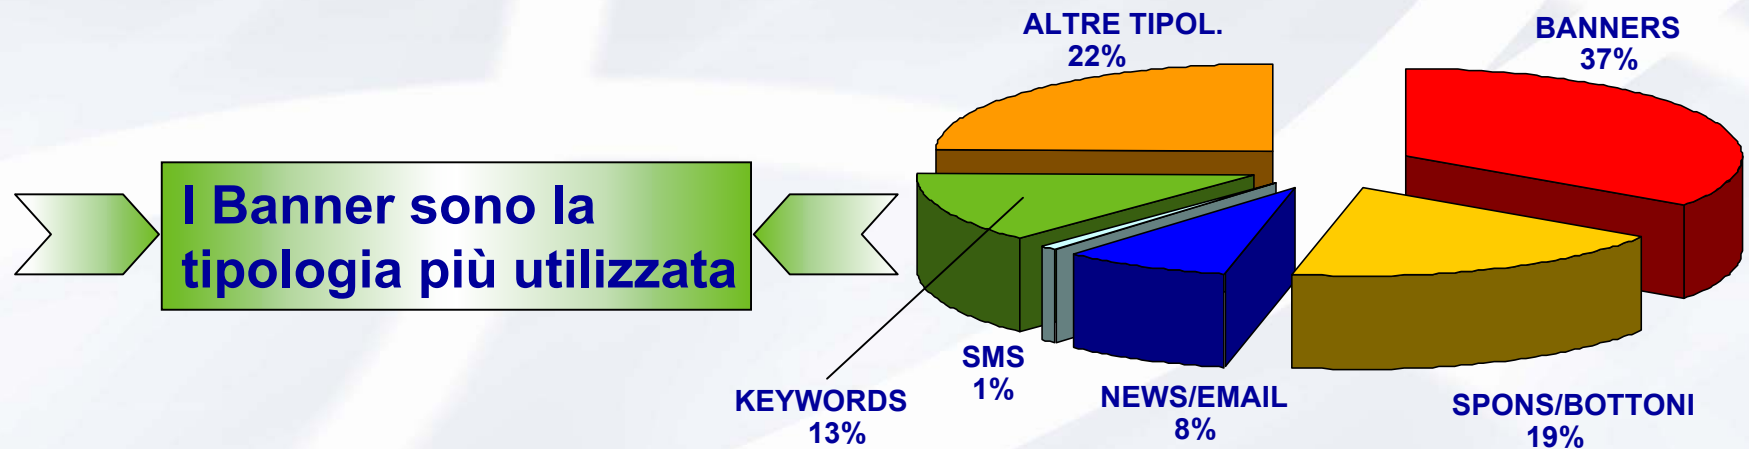 I Banner sono la
tipologia più utilizzata
ALTRE TIPOL.
22%
BANNERS
37%
KEYWORDS
13%
SMS
1%
NEWS/EMAIL
8%
SPONS/BOTTONI
19%